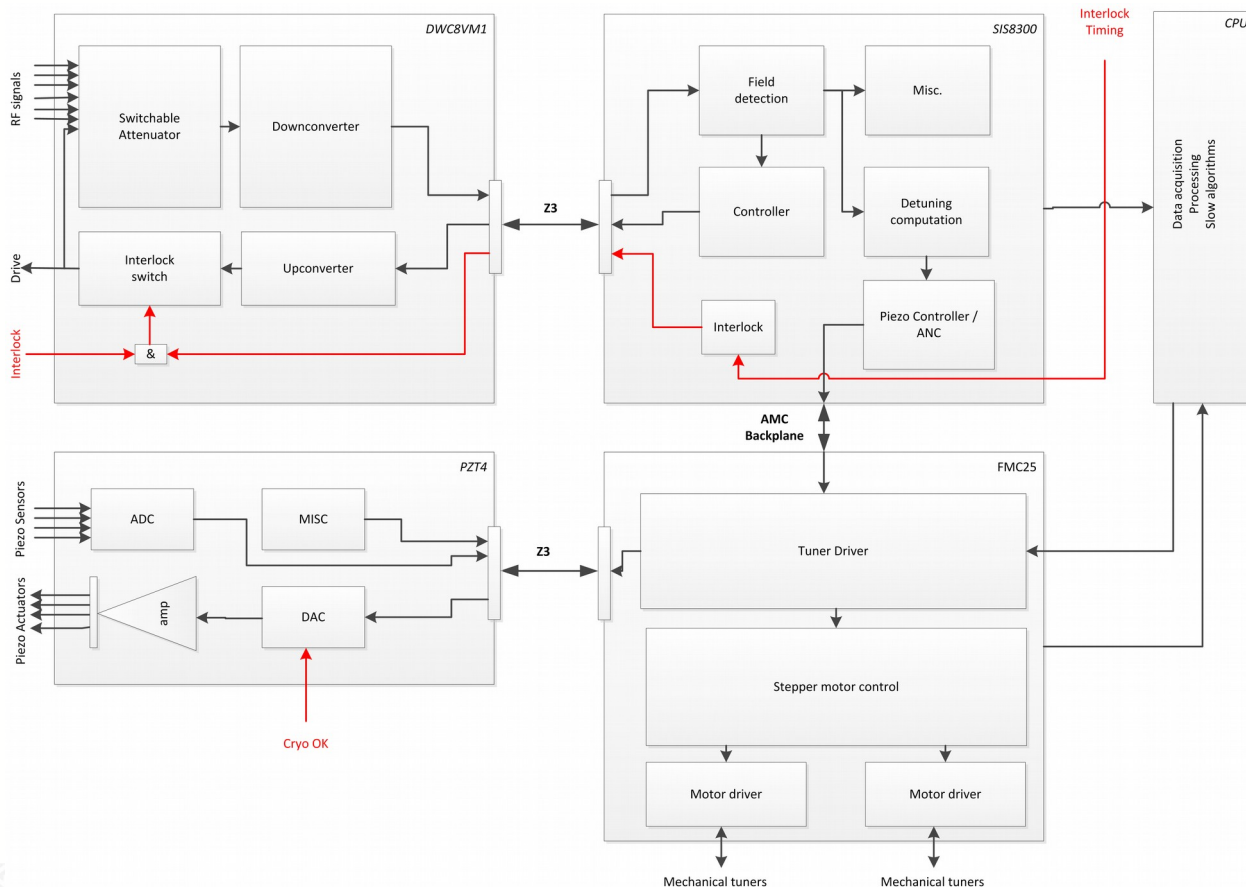 DWC8VM1
RF signals
Switchable
Attenuator
Downconverter
Drive
Interlock
switch
Upconverter
Interlock
&
Z3
SIS8300
Field
detection
Misc.
Controller
Detuning
computation
Interlock
Piezo Controller /
ANC
Interlock
Timing
CPU
Data acquisition
Processing
Slow algorithms
AMC
Backplane
PZT4
Piezo Sensors
ADC
MISC
Piezo Actuators
amp
DAC
Cryo OK
Z3
FMC25
Tuner Driver
Stepper motor control
Motor driver
Motor driver
Mechanical tuners
Mechanical tuners